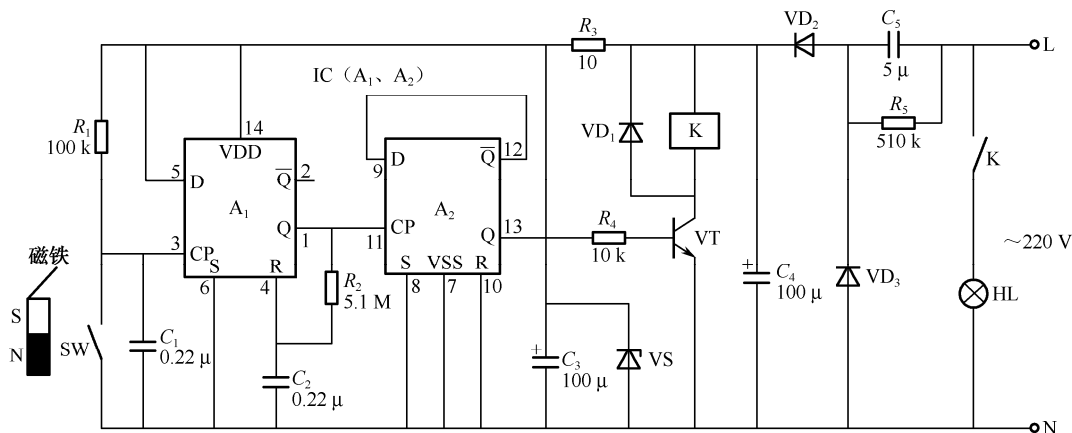 R₃
10
VD₂
C₅
5 μ
L
IC（A₁、A₂）
R₁
100 k
14
VDD
5
D
Q̅
2
A₁
Q
1
3
CP
S
R
6
4
R₂
5.1 M
9
D
Q̅
12
A₂
11
CP
Q
13
S
VSS
R
8
7
10
VD₁
K
R₄
10 k
VT
R₅
510 k
K
～220 V
磁铁
S
N
SW
C₁
0.22 μ
C₂
0.22 μ
+
C₃
100 μ
VS
+
C₄
100 μ
VD₃
HL
N